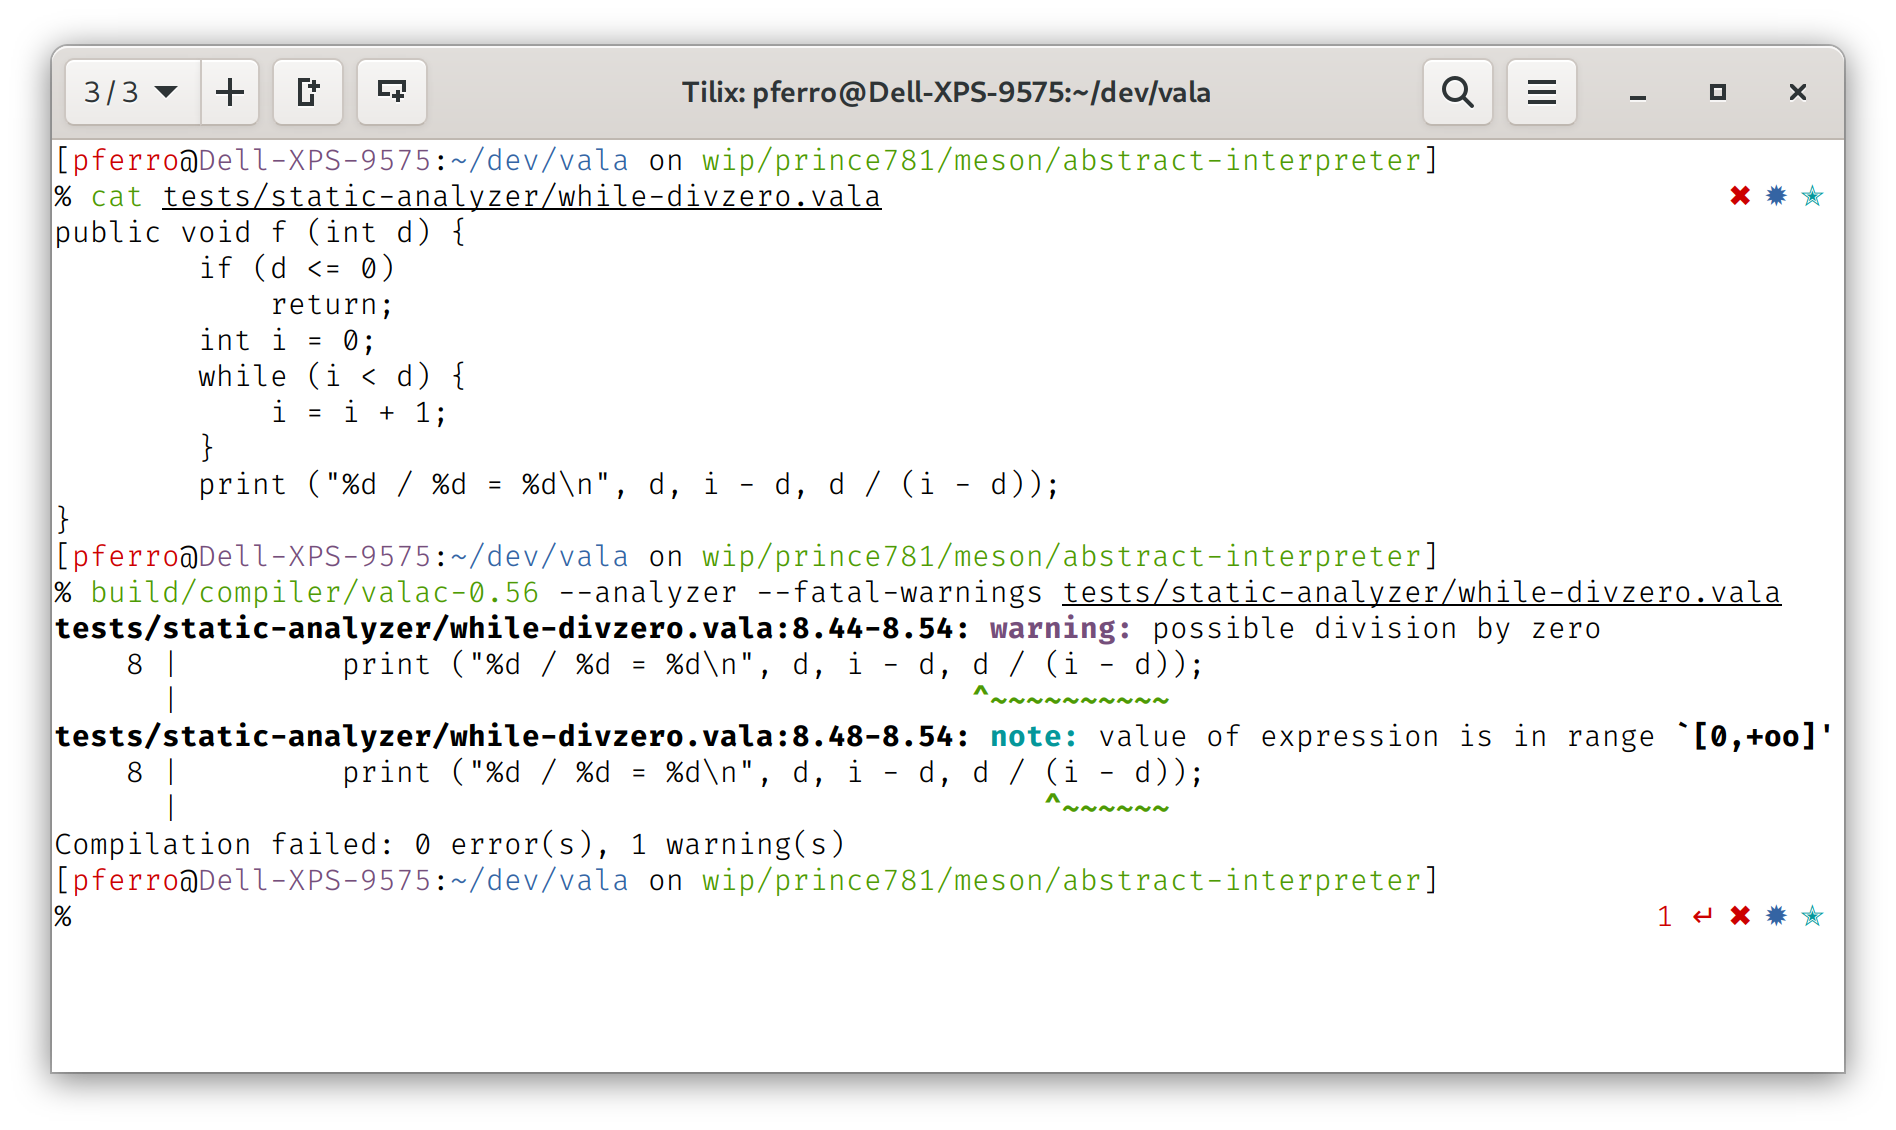 3 / 3
Tilix: pferro@Dell-XPS-9575:~/dev/vala
[pferro@Dell-XPS-9575:~/dev/vala on wip/prince781/meson/abstract-interpreter]
% cat tests/static-analyzer/while-divzero.vala
public void f (int d) {
        if (d <= 0)
            return;
        int i = 0;
        while (i < d) {
            i = i + 1;
        }
        print ("%d / %d = %d\n", d, i - d, d / (i - d));
}
[pferro@Dell-XPS-9575:~/dev/vala on wip/prince781/meson/abstract-interpreter]
% build/compiler/valac-0.56 --analyzer --fatal-warnings tests/static-analyzer/while-divzero.vala
tests/static-analyzer/while-divzero.vala:8.44-8.54: warning: possible division by zero
    8 |         print ("%d / %d = %d\n", d, i - d, d / (i - d));
      |                                            ^~~~~~~~~~~
tests/static-analyzer/while-divzero.vala:8.48-8.54: note: value of expression is in range `[0,+oo]'
    8 |         print ("%d / %d = %d\n", d, i - d, d / (i - d));
      |                                                ^~~~~~~
Compilation failed: 0 error(s), 1 warning(s)
[pferro@Dell-XPS-9575:~/dev/vala on wip/prince781/meson/abstract-interpreter]
% 1 ↵ ✖ ✹ ✭